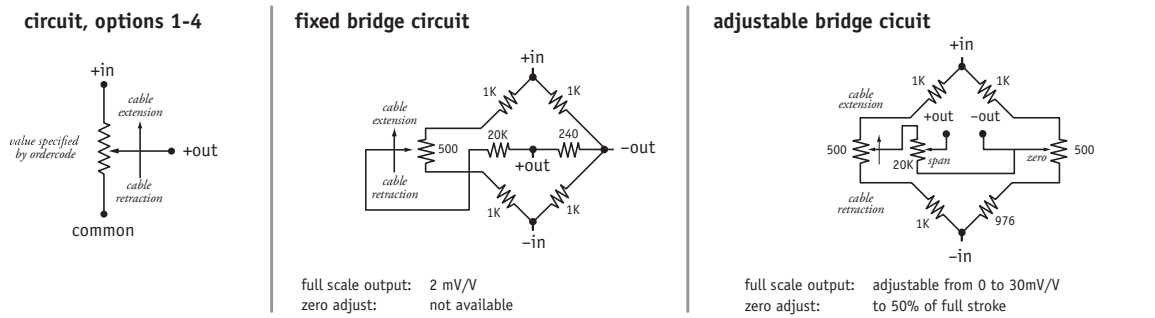 circuit, options 1-4
+in
cable
extension
value specified
by ordercode
+out
cable
retraction
common
fixed bridge circuit
+in
1K
1K
cable
extension
500
20K
240
+out
-out
cable
retraction
1K
1K
–in
full scale output: 2 mV/V
zero adjust: not available
adjustable bridge cicuit
+in
1K
1K
cable
extension
+out
–out
500
20K
span
zero
500
cable
retraction
1K
976
–in
full scale output: adjustable from 0 to 30mV/V
zero adjust: to 50% of full stroke